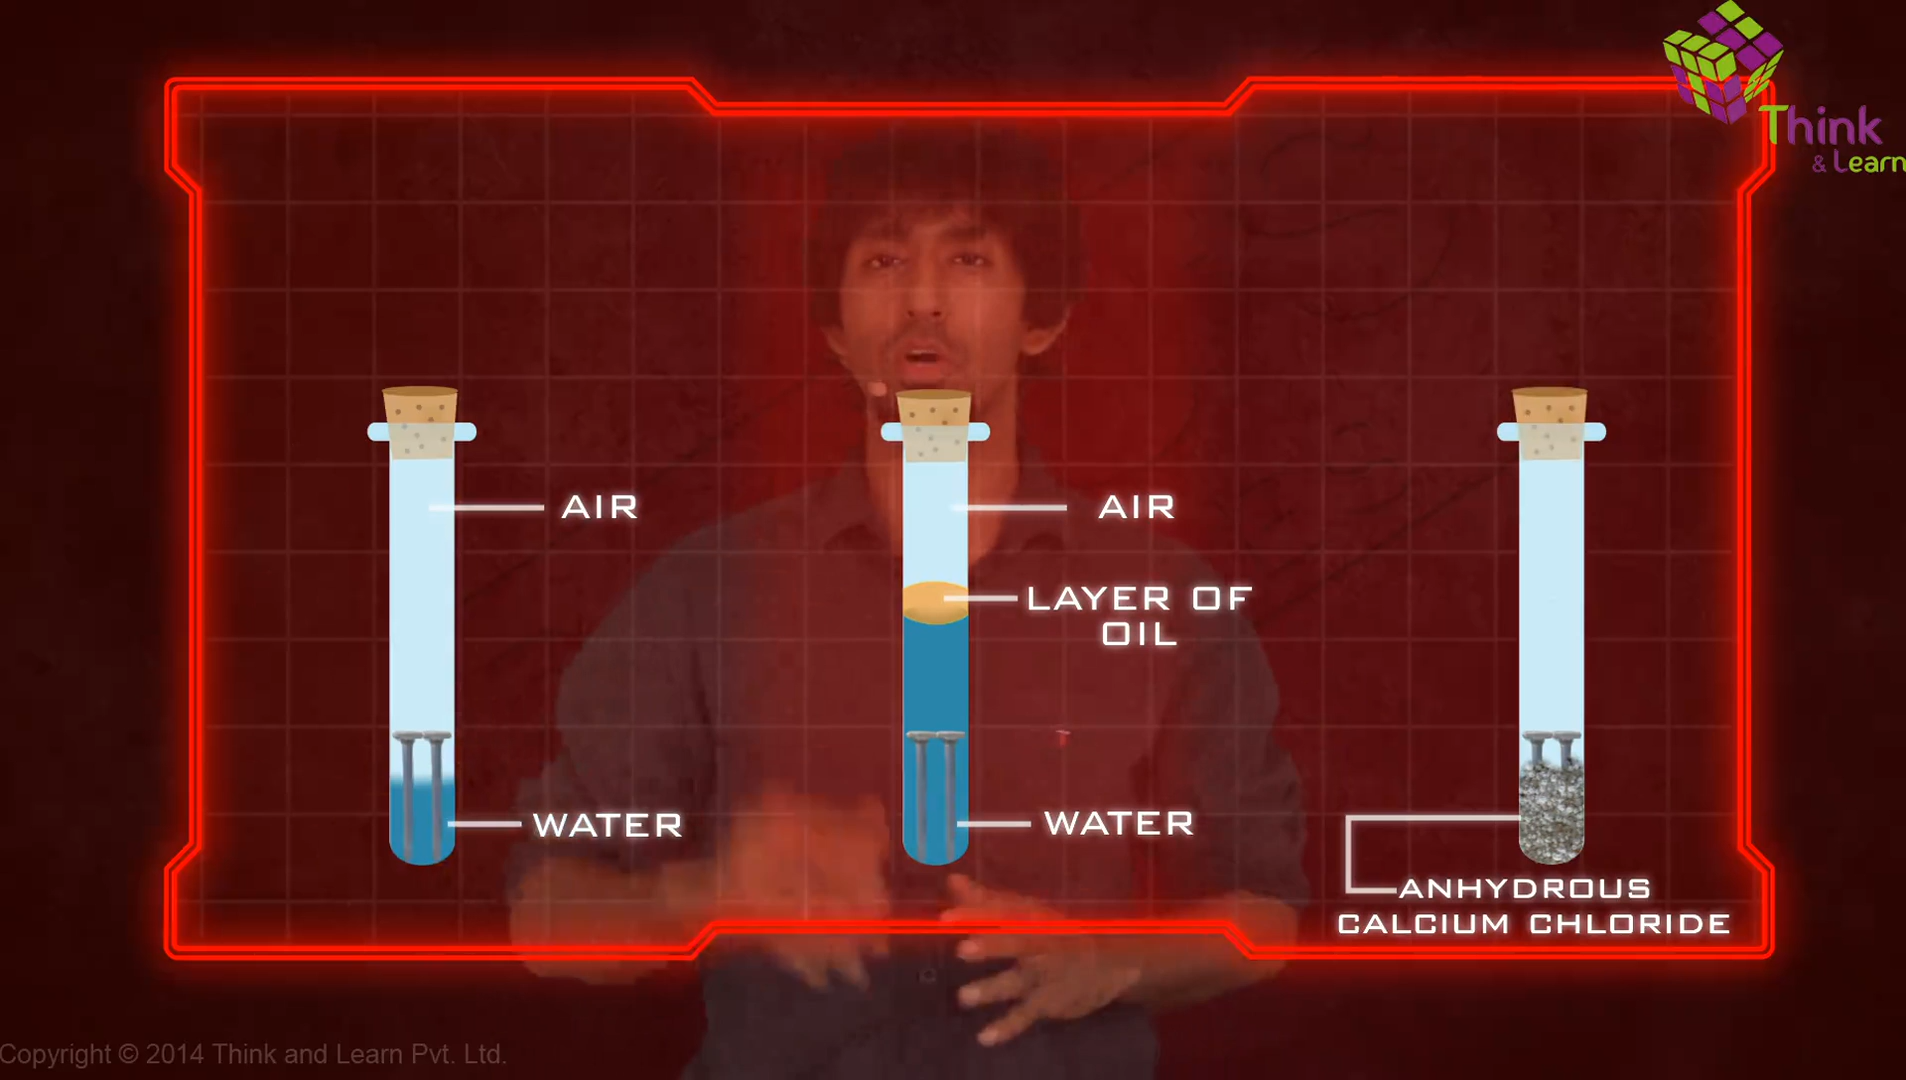 Think
& Learn
AIR
AIR
LAYER OF
OIL
WATER
WATER
ANHYDROUS
CALCIUM CHLORIDE
Copyright © 2014 Think and Learn Pvt. Ltd.